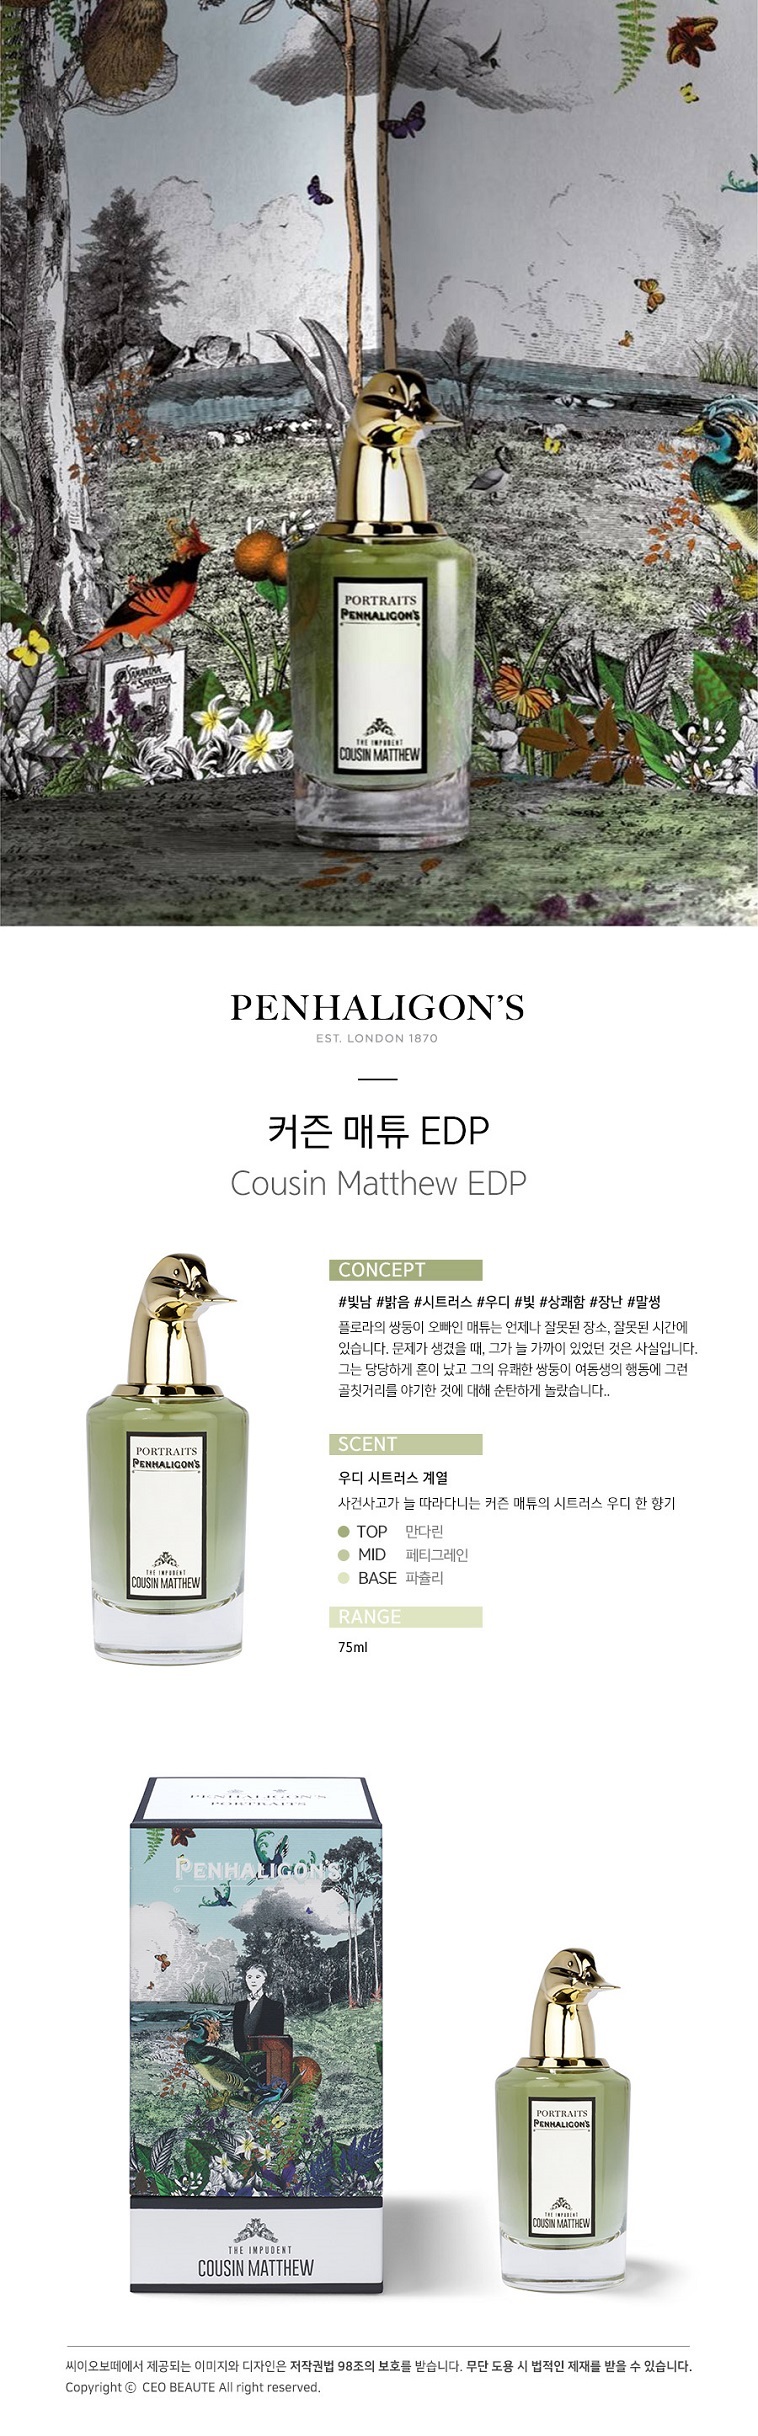 SAMANTHA
SARATOGA
PORTRAITS
PENHALIGON'S
THE IMPUDENT
COUSIN MATTHEW
PENHALIGON'S
EST. LONDON 1870
커즌 매튜 EDP
Cousin Matthew EDP
CONCEPT
#빛남 #밝음 #시트러스 #우디 #빛 #상쾌함 #장난 #말썽
플로라의 쌍둥이 오빠인 매튜는 언제나 잘못된 장소, 잘못된 시간에
있습니다. 문제가 생겼을 때, 그가 늘 가까이 있었던 것은 사실입니다.
그는 당당하게 혼이 났고 그의 유쾌한 쌍둥이 여동생의 행동에 그런
골칫거리를 야기한 것에 대해 순탄하게 놀랐습니다..
PORTRAITS
PENHALIGON'S
THE IMPUDENT
COUSIN MATTHEW
SCENT
우디 시트러스 계열
사건사고가 늘 따라다니는 커즌 매튜의 시트러스 우디 한 향기
TOP 만다린
MID 페티그레인
BASE 파츌리
RANGE
75ml
PENHALIGON'S
PORTRAITS
PENHALIGON'S
THE IMPUDENT
COUSIN MATTHEW
PORTRAITS
PENHALIGON'S
THE IMPUDENT
COUSIN MATTHEW
씨이오보떼에서 제공되는 이미지와 디자인은 저작권법 98조의 보호를 받습니다. 무단 도용 시 법적인 제재를 받을 수 있습니다.
Copyright ⓒ CEO BEAUTE All right reserved.